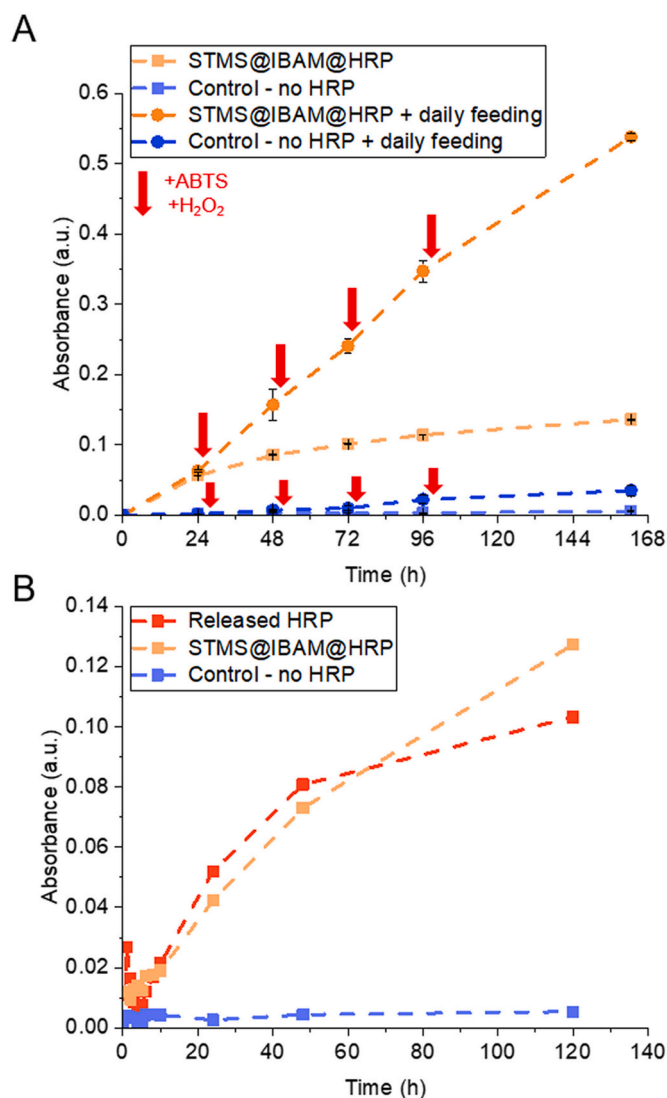 A
STMS@IBAM@HRP
Control - no HRP
STMS@IBAM@HRP + daily feeding
Control - no HRP + daily feeding
+ABTS
+H₂O₂
Absorbance (a.u.)
0.6
0.5
0.4
0.3
0.2
0.1
0.0
0 24 48 72 96 120 144 168
Time (h)
B
Released HRP
STMS@IBAM@HRP
Control - no HRP
Absorbance (a.u.)
0.14
0.12
0.10
0.08
0.06
0.04
0.02
0.00
0 20 40 60 80 100 120 140
Time (h)